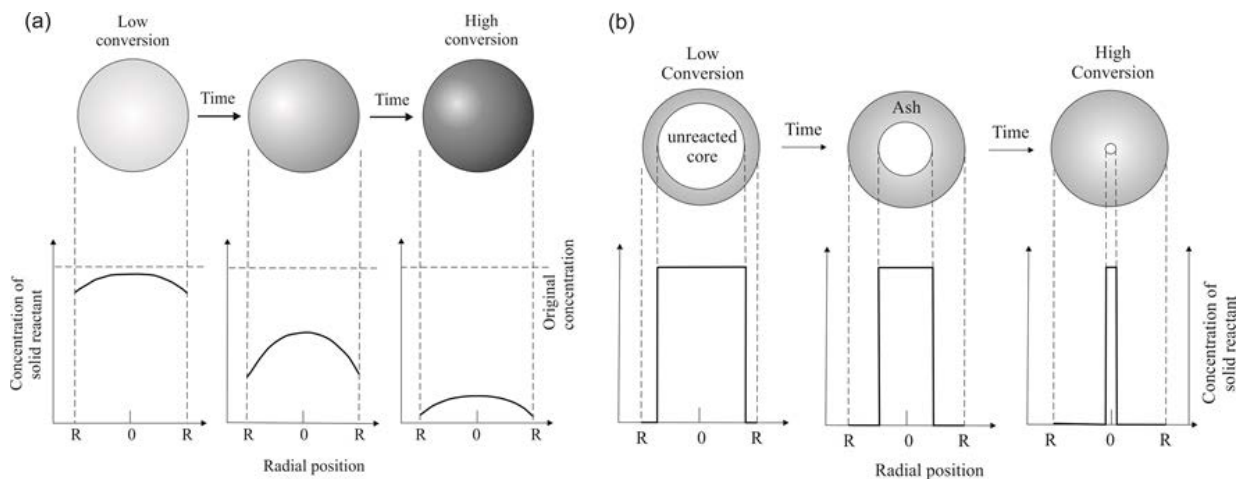 (a)
Low
conversion
High
conversion
Time
Time
Concentration of
solid reactant
Original
concentration
R
0
R
R
0
R
R
0
R
Radial position
(b)
Low
Conversion
High
Conversion
unreacted
core
Time
Ash
Time
Concentration of
solid reactant
R
0
R
R
0
R
R
0
R
Radial position